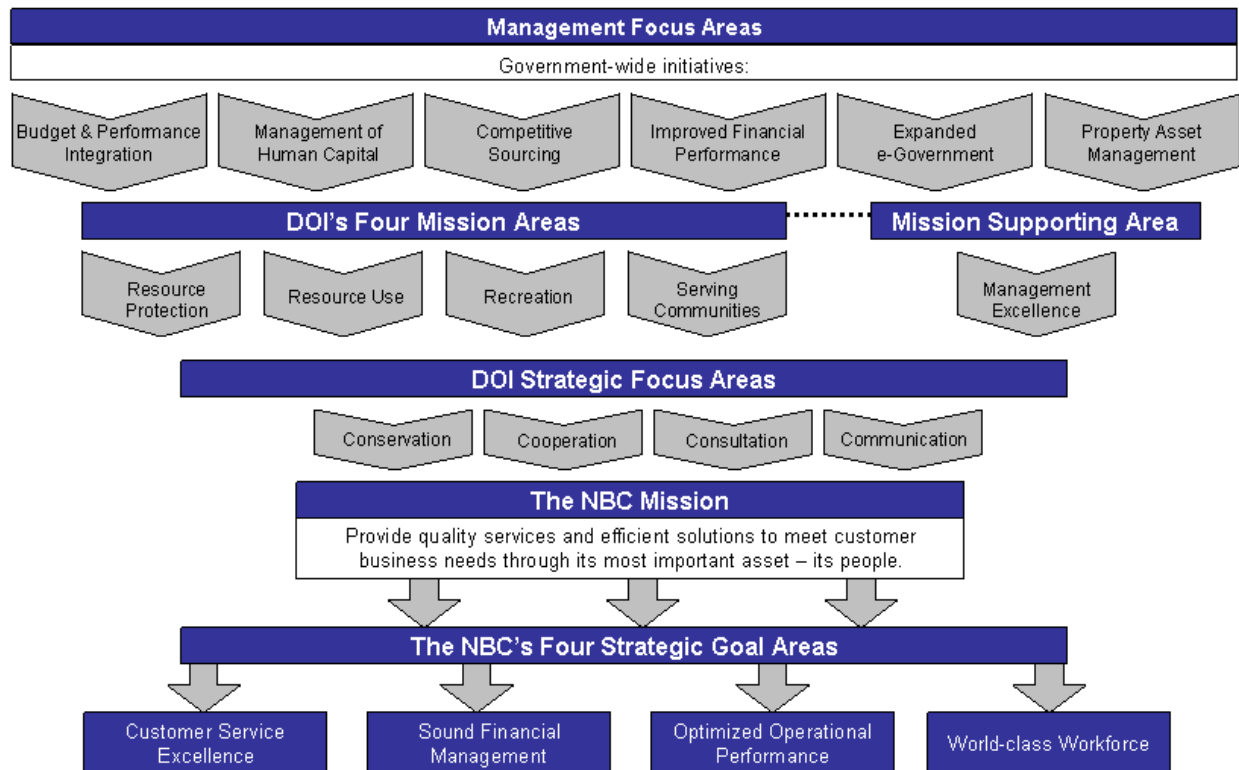 Management Focus Areas
Government-wide initiatives:
Budget & Performance
Integration
Management of
Human Capital
Competitive
Sourcing
Improved Financial
Performance
Expanded
e-Government
Property Asset
Management
DOI's Four Mission Areas
Mission Supporting Area
Resource
Protection
Resource Use
Recreation
Serving
Communities
Management
Excellence
DOI Strategic Focus Areas
Conservation
Cooperation
Consultation
Communication
The NBC Mission
Provide quality services and efficient solutions to meet customer
business needs through its most important asset – its people.
The NBC's Four Strategic Goal Areas
Customer Service
Excellence
Sound Financial
Management
Optimized Operational
Performance
World-class Workforce